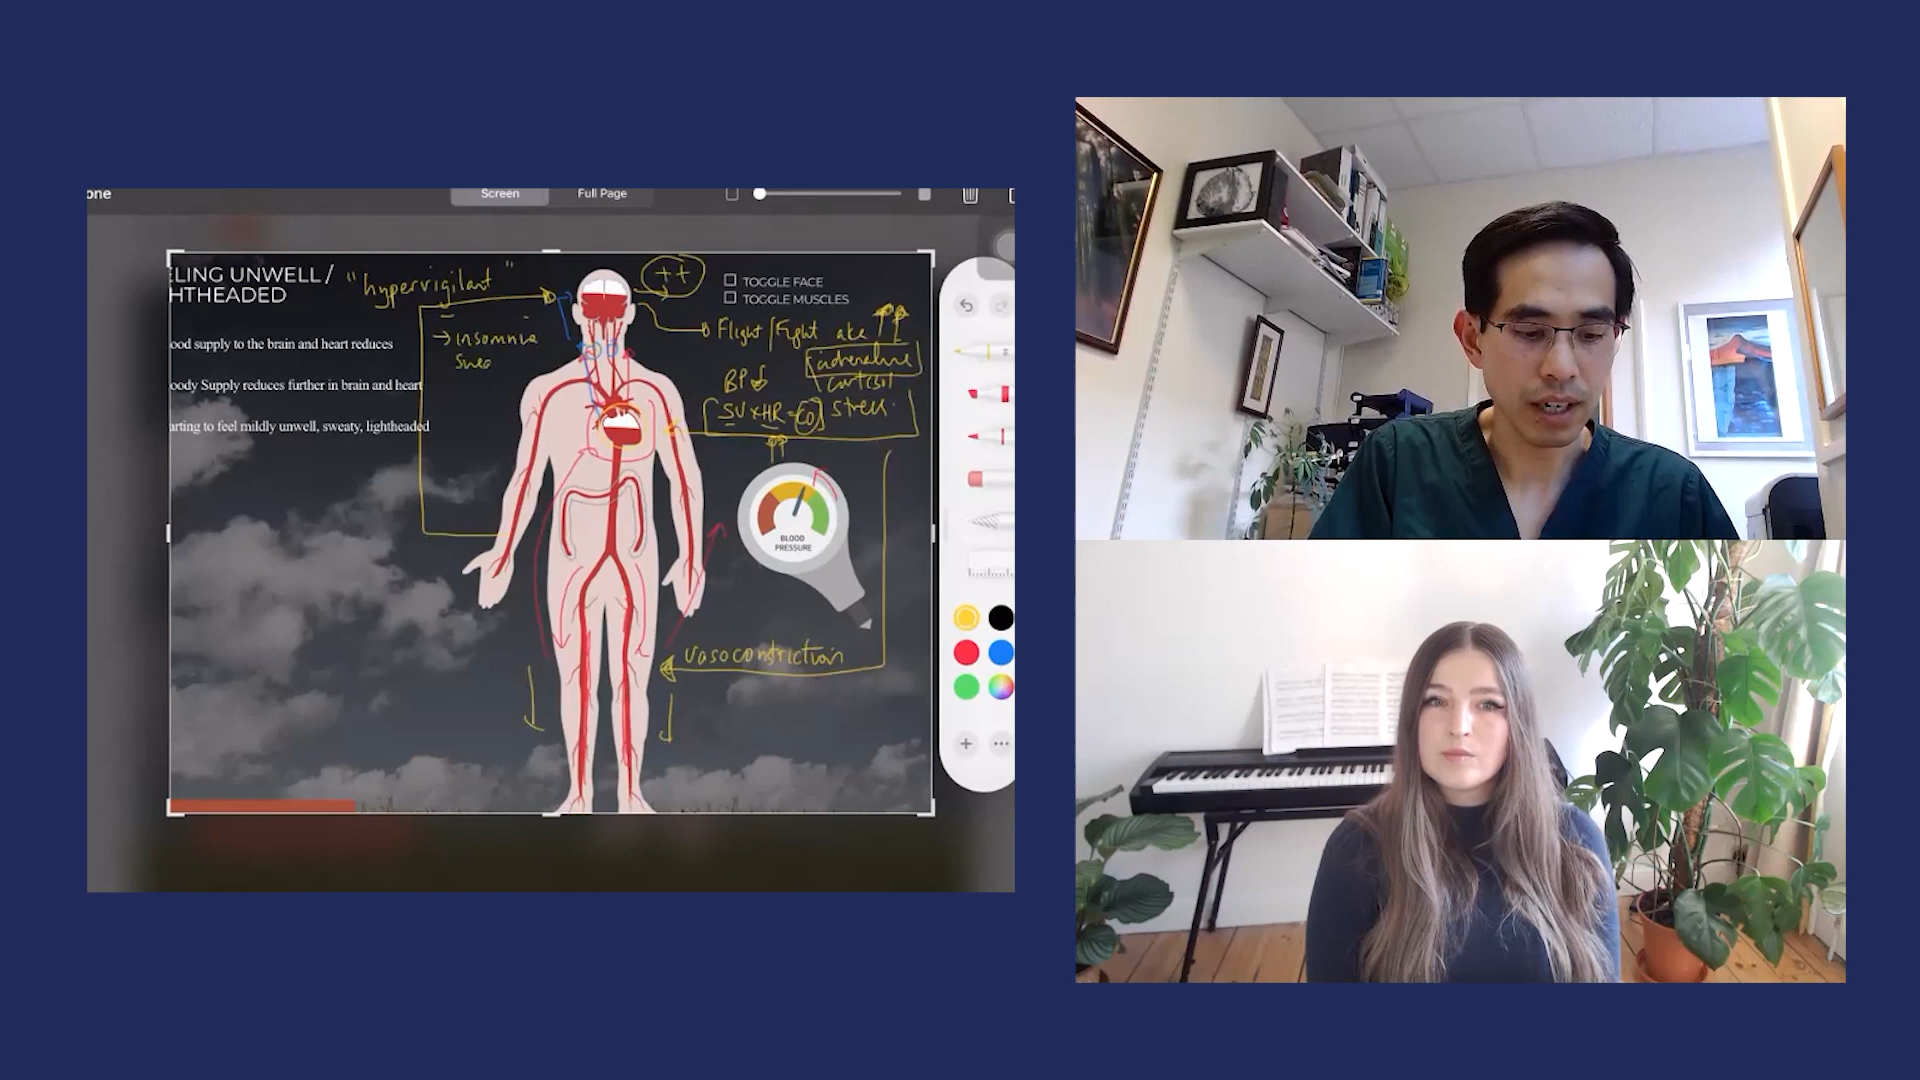 one
Screen
Full Page
ELING UNWELL /
HTHEADED
"hypervigilant"
→ insomnia
++
TOGGLE FACE
TOGGLE MUSCLES
Flight/Fight aka ↑↑
adrenaline
cortisol
stress.
BP↓
SV x HR = CO
↑↑
ood supply to the brain and heart reduces
oody Supply reduces further in brain and heart
arting to feel mildly unwell, sweaty, lightheaded
BLOOD
PRESSURE
vasoconstriction